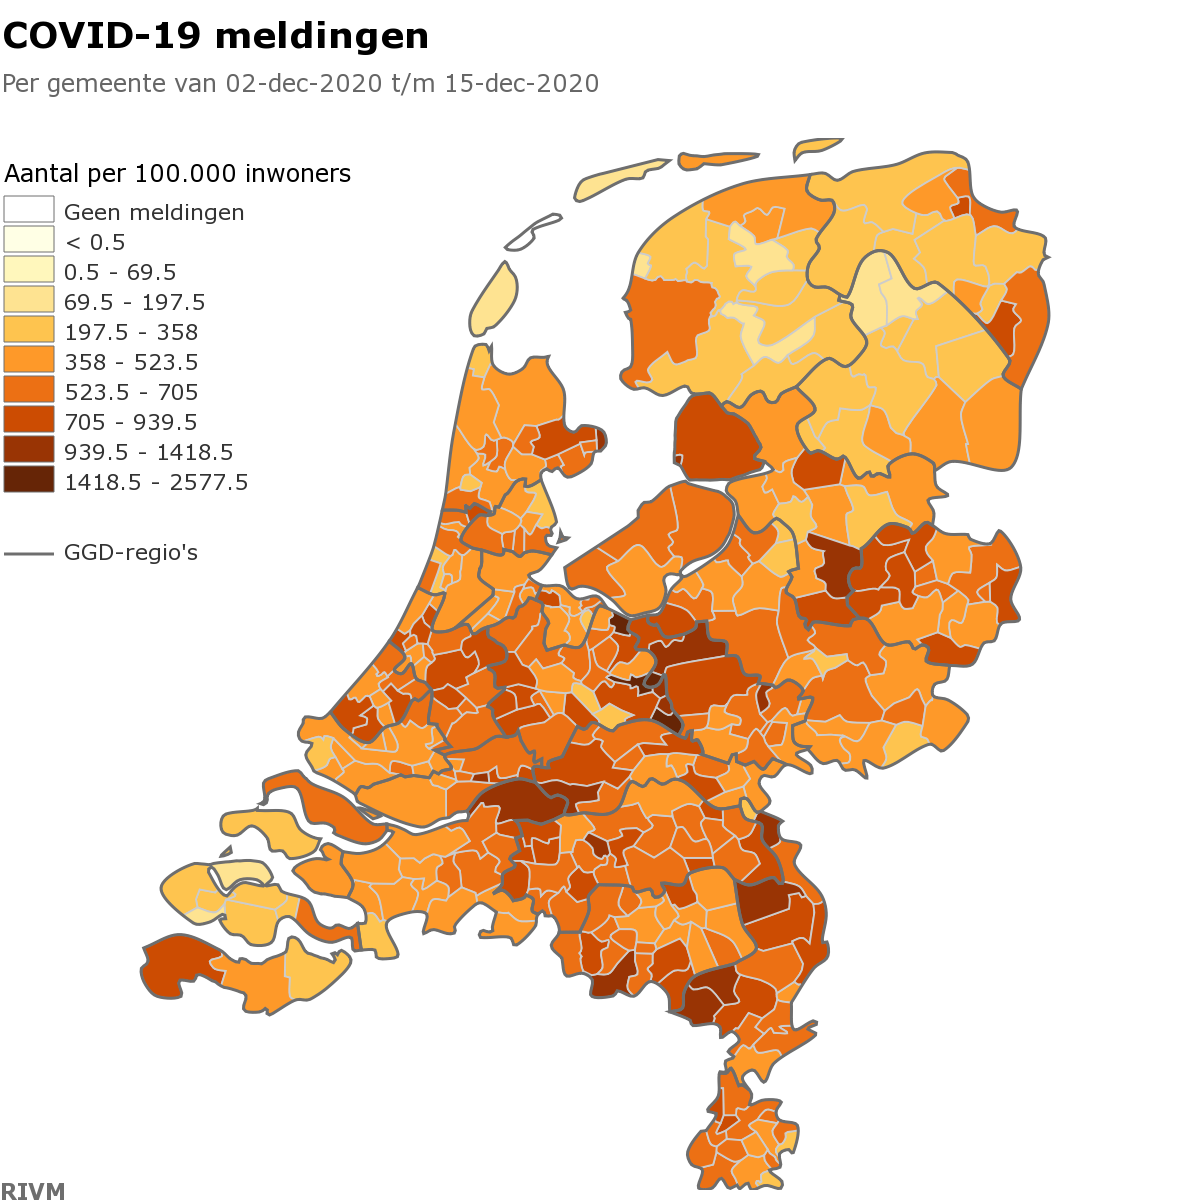 COVID-19 meldingen
Per gemeente van 02-dec-2020 t/m 15-dec-2020
Aantal per 100.000 inwoners
Geen meldingen
< 0.5
0.5 - 69.5
69.5 - 197.5
197.5 - 358
358 - 523.5
523.5 - 705
705 - 939.5
939.5 - 1418.5
1418.5 - 2577.5
GGD-regio's
RIVM